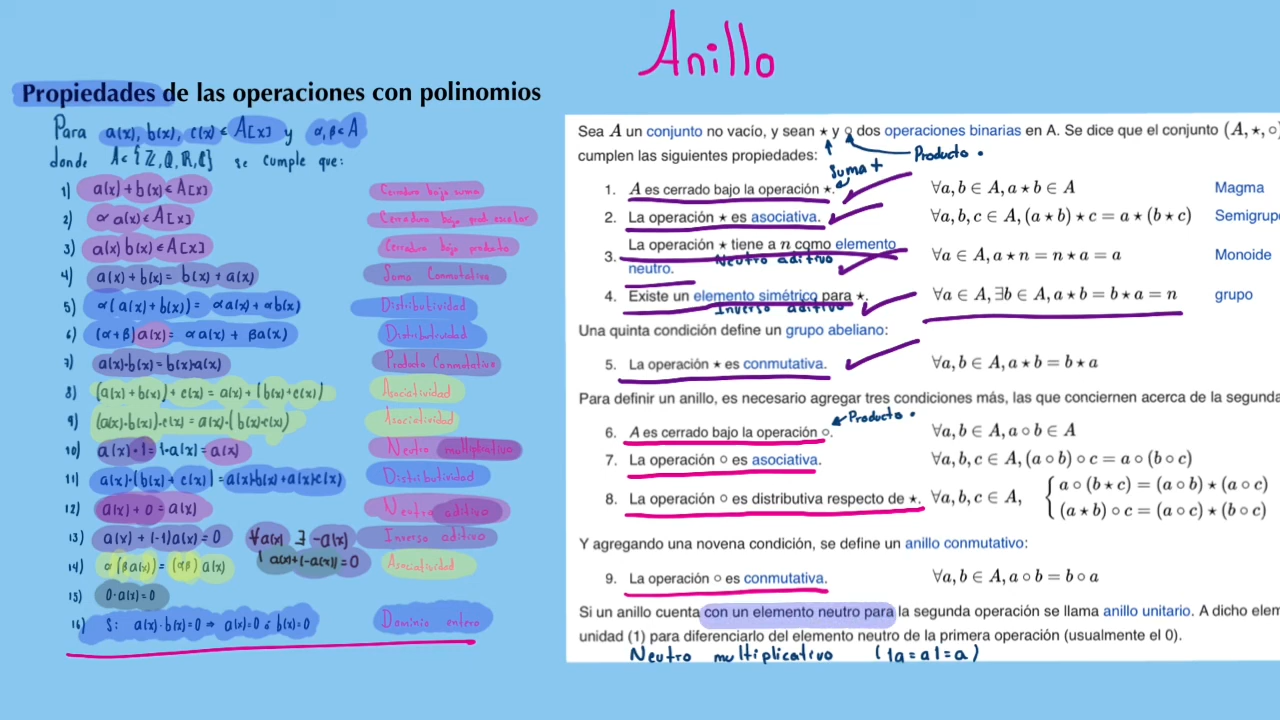 Anillo
Propiedades de las operaciones con polinomios
Para a(x), b(x), c(x) ∈ A[x] y α, β ∈ A
donde A ∈ {ℤ, ℚ, ℝ, ℂ} se cumple que:
1) a(x) + b(x) ∈ A[x] Cerradura bajo suma
2) α a(x) ∈ A[x] Cerradura bajo prod escalar
3) a(x) b(x) ∈ A[x] Cerradura bajo producto
4) a(x) + b(x) = b(x) + a(x) Suma Conmutativa
5) α(a(x) + b(x)) = αa(x) + αb(x) Distributividad
6) (α+β)a(x) = αa(x) + βa(x) Distributividad
7) a(x)·b(x) = b(x)·a(x) Producto Conmutativo
8) (a(x) + b(x)) + c(x) = a(x) + (b(x) + c(x)) Asociatividad
9) (a(x)·b(x))·c(x) = a(x)·(b(x)·c(x)) Asociatividad
10) a(x)·1 = 1·a(x) = a(x) Neutro multiplicativo
11) a(x)·(b(x) + c(x)) = a(x)·b(x) + a(x)·c(x) Distributividad
12) a(x) + 0 = a(x) Neutro aditivo
13) a(x) + (-1)a(x) = 0 ∀a(x) ∃ -a(x) Inverso aditivo
| a(x)+(-a(x)) = 0
14) α(βa(x)) = (αβ) a(x) Asociatividad
15) 0·a(x) = 0
16) Si a(x)·b(x) = 0 ⇒ a(x) = 0 ó b(x) = 0 Dominio entero
Sea A un conjunto no vacío, y sean ⋆ y ○ dos operaciones binarias en A. Se dice que el conjunto (A, ⋆, ○)
cumplen las siguientes propiedades: Producto ·
Suma +
1. A es cerrado bajo la operación ⋆. ∀a, b ∈ A, a ⋆ b ∈ A Magma
2. La operación ⋆ es asociativa. ∀a, b, c ∈ A, (a ⋆ b) ⋆ c = a ⋆ (b ⋆ c) Semigrupo
3. La operación ⋆ tiene a n como elemento neutro. ∀a ∈ A, a ⋆ n = n ⋆ a = a Monoide
Neutro aditivo
4. Existe un elemento simétrico para ⋆. ∀a ∈ A, ∃b ∈ A, a ⋆ b = b ⋆ a = n grupo
Inverso aditivo
Una quinta condición define un grupo abeliano:
5. La operación ⋆ es conmutativa. ∀a, b ∈ A, a ⋆ b = b ⋆ a
Para definir un anillo, es necesario agregar tres condiciones más, las que conciernen acerca de la segunda
Producto ·
6. A es cerrado bajo la operación ○. ∀a, b ∈ A, a ○ b ∈ A
7. La operación ○ es asociativa. ∀a, b, c ∈ A, (a ○ b) ○ c = a ○ (b ○ c)
8. La operación ○ es distributiva respecto de ⋆. ∀a, b, c ∈ A, { a ○ (b ⋆ c) = (a ○ b) ⋆ (a ○ c)
(a ⋆ b) ○ c = (a ○ c) ⋆ (b ○ c)
Y agregando una novena condición, se define un anillo conmutativo:
9. La operación ○ es conmutativa. ∀a, b ∈ A, a ○ b = b ○ a
Si un anillo cuenta con un elemento neutro para la segunda operación se llama anillo unitario. A dicho
unidad (1) para diferenciarlo del elemento neutro de la primera operación (usualmente el 0).
Neutro multiplicativo (1a = a1 = a)